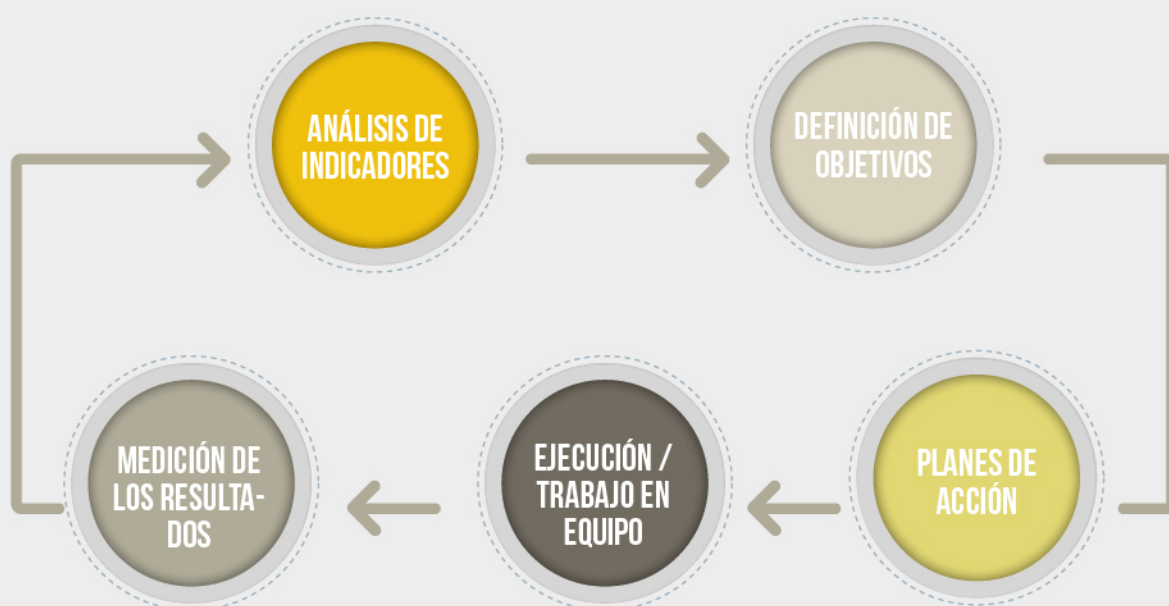 ANÁLISIS DE
INDICADORES
DEFINICIÓN DE
OBJETIVOS
MEDICIÓN DE
LOS RESULTA-
DOS
EJECUCIÓN /
TRABAJO EN
EQUIPO
PLANES DE
ACCIÓN